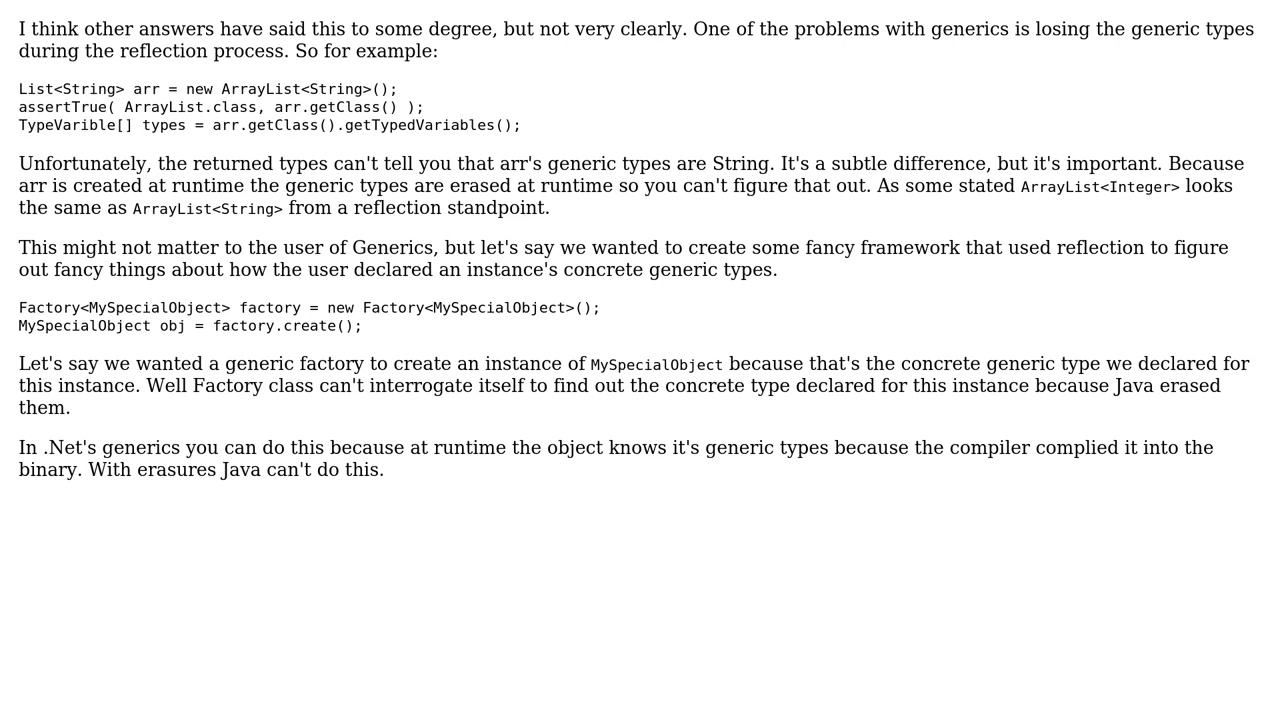 I think other answers have said this to some degree, but not very clearly. One of the problems with generics is losing the generic types
during the reflection process. So for example:
List<String> arr = new ArrayList<String>();
assertTrue( ArrayList.class, arr.getClass() );
TypeVarible[] types = arr.getClass().getTypedVariables();
Unfortunately, the returned types can't tell you that arr's generic types are String. It's a subtle difference, but it's important. Because
arr is created at runtime the generic types are erased at runtime so you can't figure that out. As some stated ArrayList<Integer> looks
the same as ArrayList<String> from a reflection standpoint.
This might not matter to the user of Generics, but let's say we wanted to create some fancy framework that used reflection to figure
out fancy things about how the user declared an instance's concrete generic types.
Factory<MySpecialObject> factory = new Factory<MySpecialObject>();
MySpecialObject obj = factory.create();
Let's say we wanted a generic factory to create an instance of MySpecialObject because that's the concrete generic type we declared for
this instance. Well Factory class can't interrogate itself to find out the concrete type declared for this instance because Java erased
them.
In .Net's generics you can do this because at runtime the object knows it's generic types because the compiler complied it into the
binary. With erasures Java can't do this.